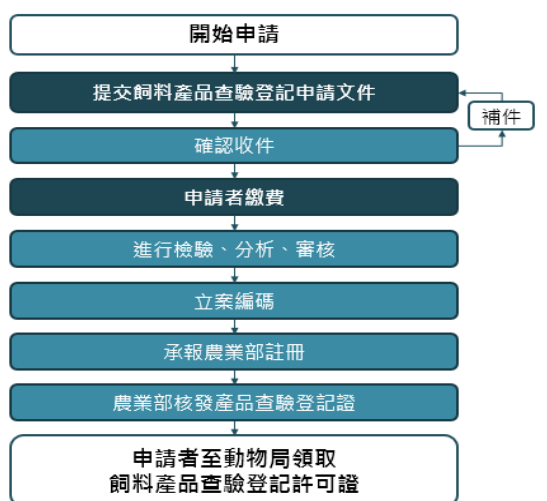 開始申請
提交飼料產品查驗登記申請文件
補件
確認收件
申請者繳費
進行檢驗、分析、審核
立案編碼
承報農業部註冊
農業部核發產品查驗登記證
申請者至動物局領取
飼料產品查驗登記許可證